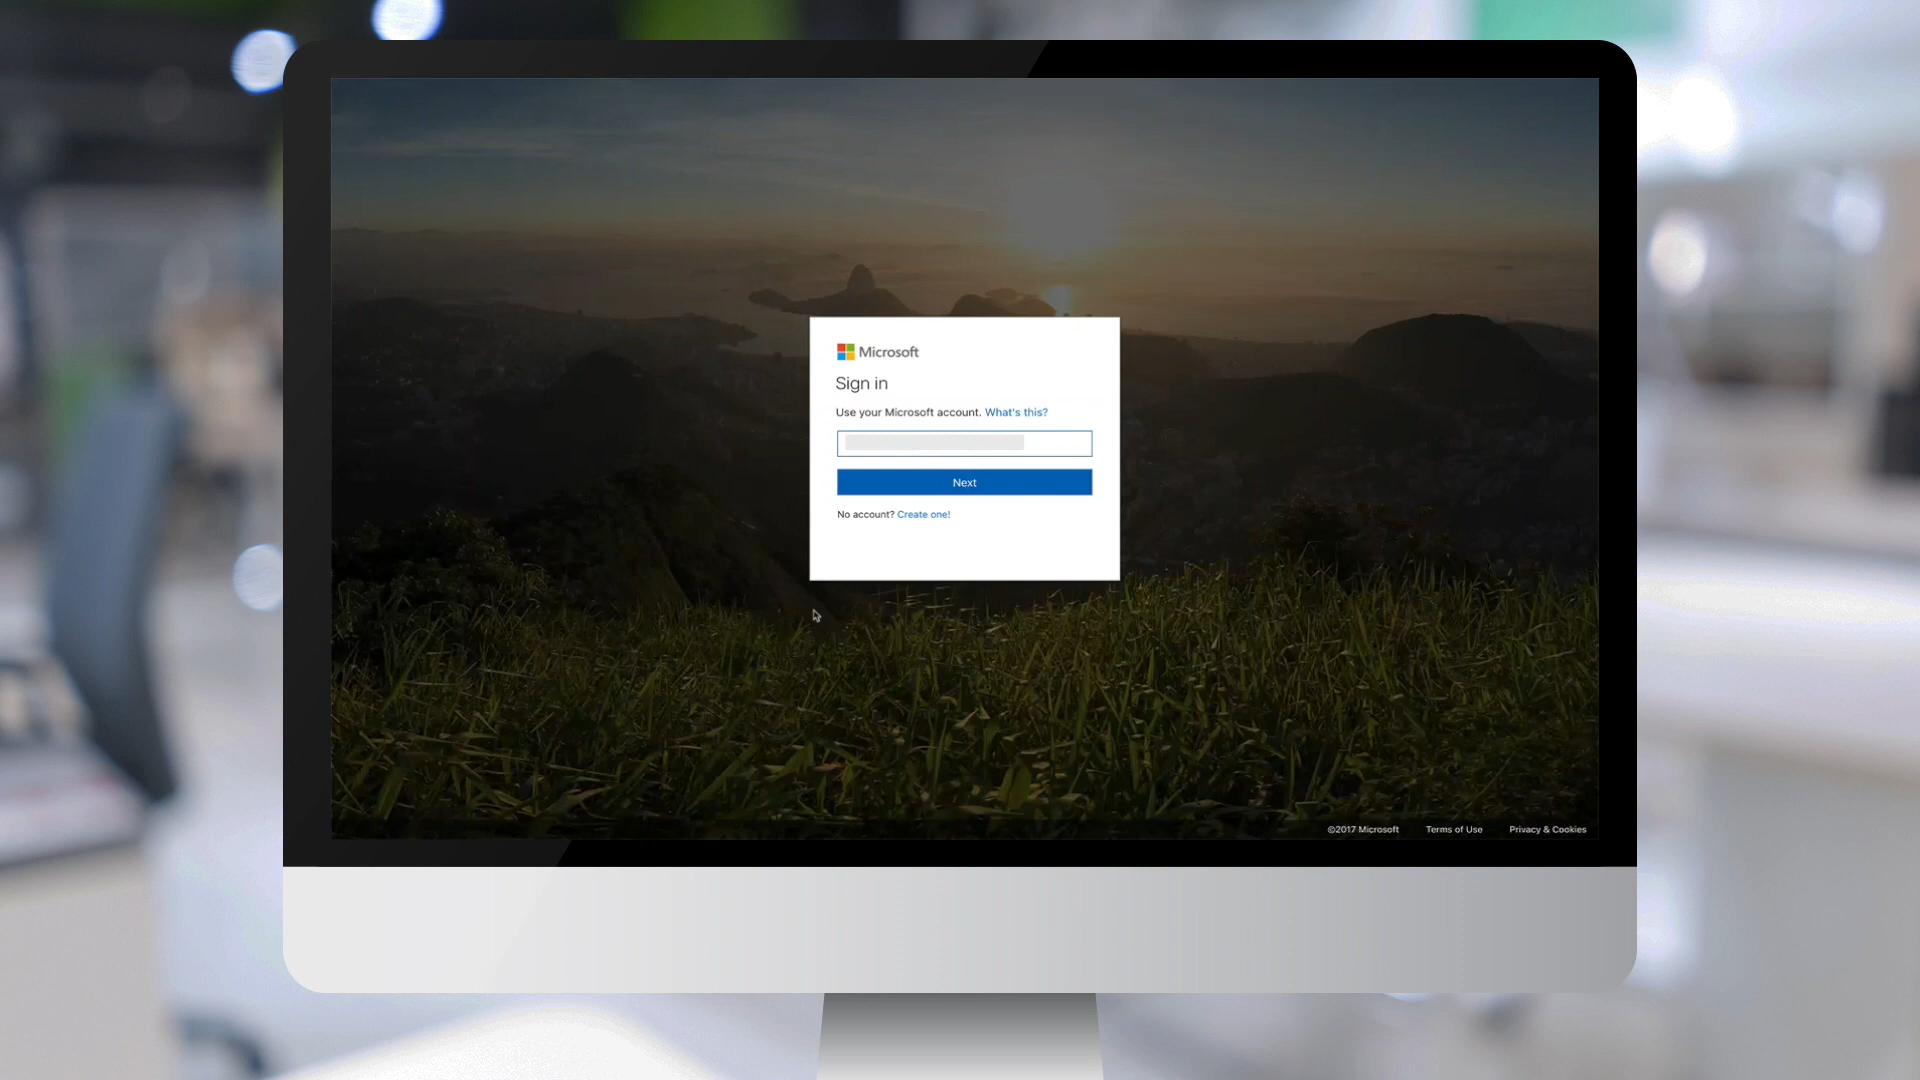 Microsoft
Sign in
Use your Microsoft account. What's this?
Next
No account? Create one!
©2017 Microsoft Terms of Use Privacy & Cookies